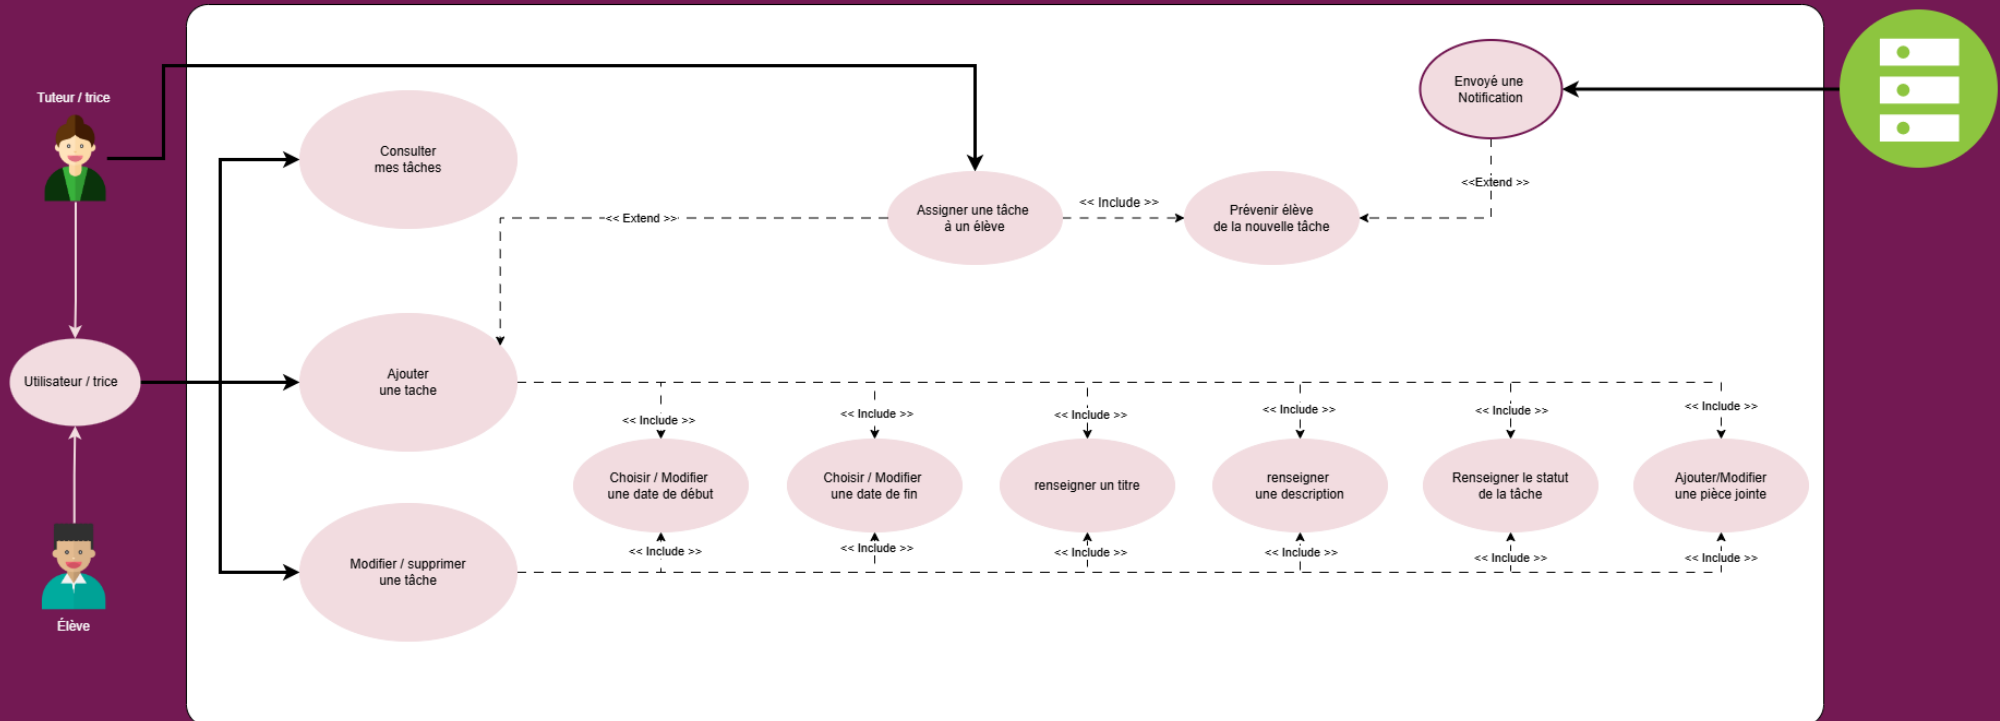 Tuteur / trice
Envoyé une
Notification
Consulter
mes tâches
<<Extend >>
<< Include >>
Assigner une tâche
à un élève
Prévenir élève
de la nouvelle tâche
<< Extend >>
Utilisateur / trice
Ajouter
une tache
<< Include >>
<< Include >>
<< Include >>
<< Include >>
<< Include >>
<< Include >>
Choisir / Modifier
une date de début
Choisir / Modifier
une date de fin
renseigner un titre
renseigner
une description
Renseigner le statut
de la tâche
Ajouter/Modifier
une pièce jointe
<< Include >>
<< Include >>
<< Include >>
<< Include >>
<< Include >>
<< Include >>
Modifier / supprimer
une tâche
Élève